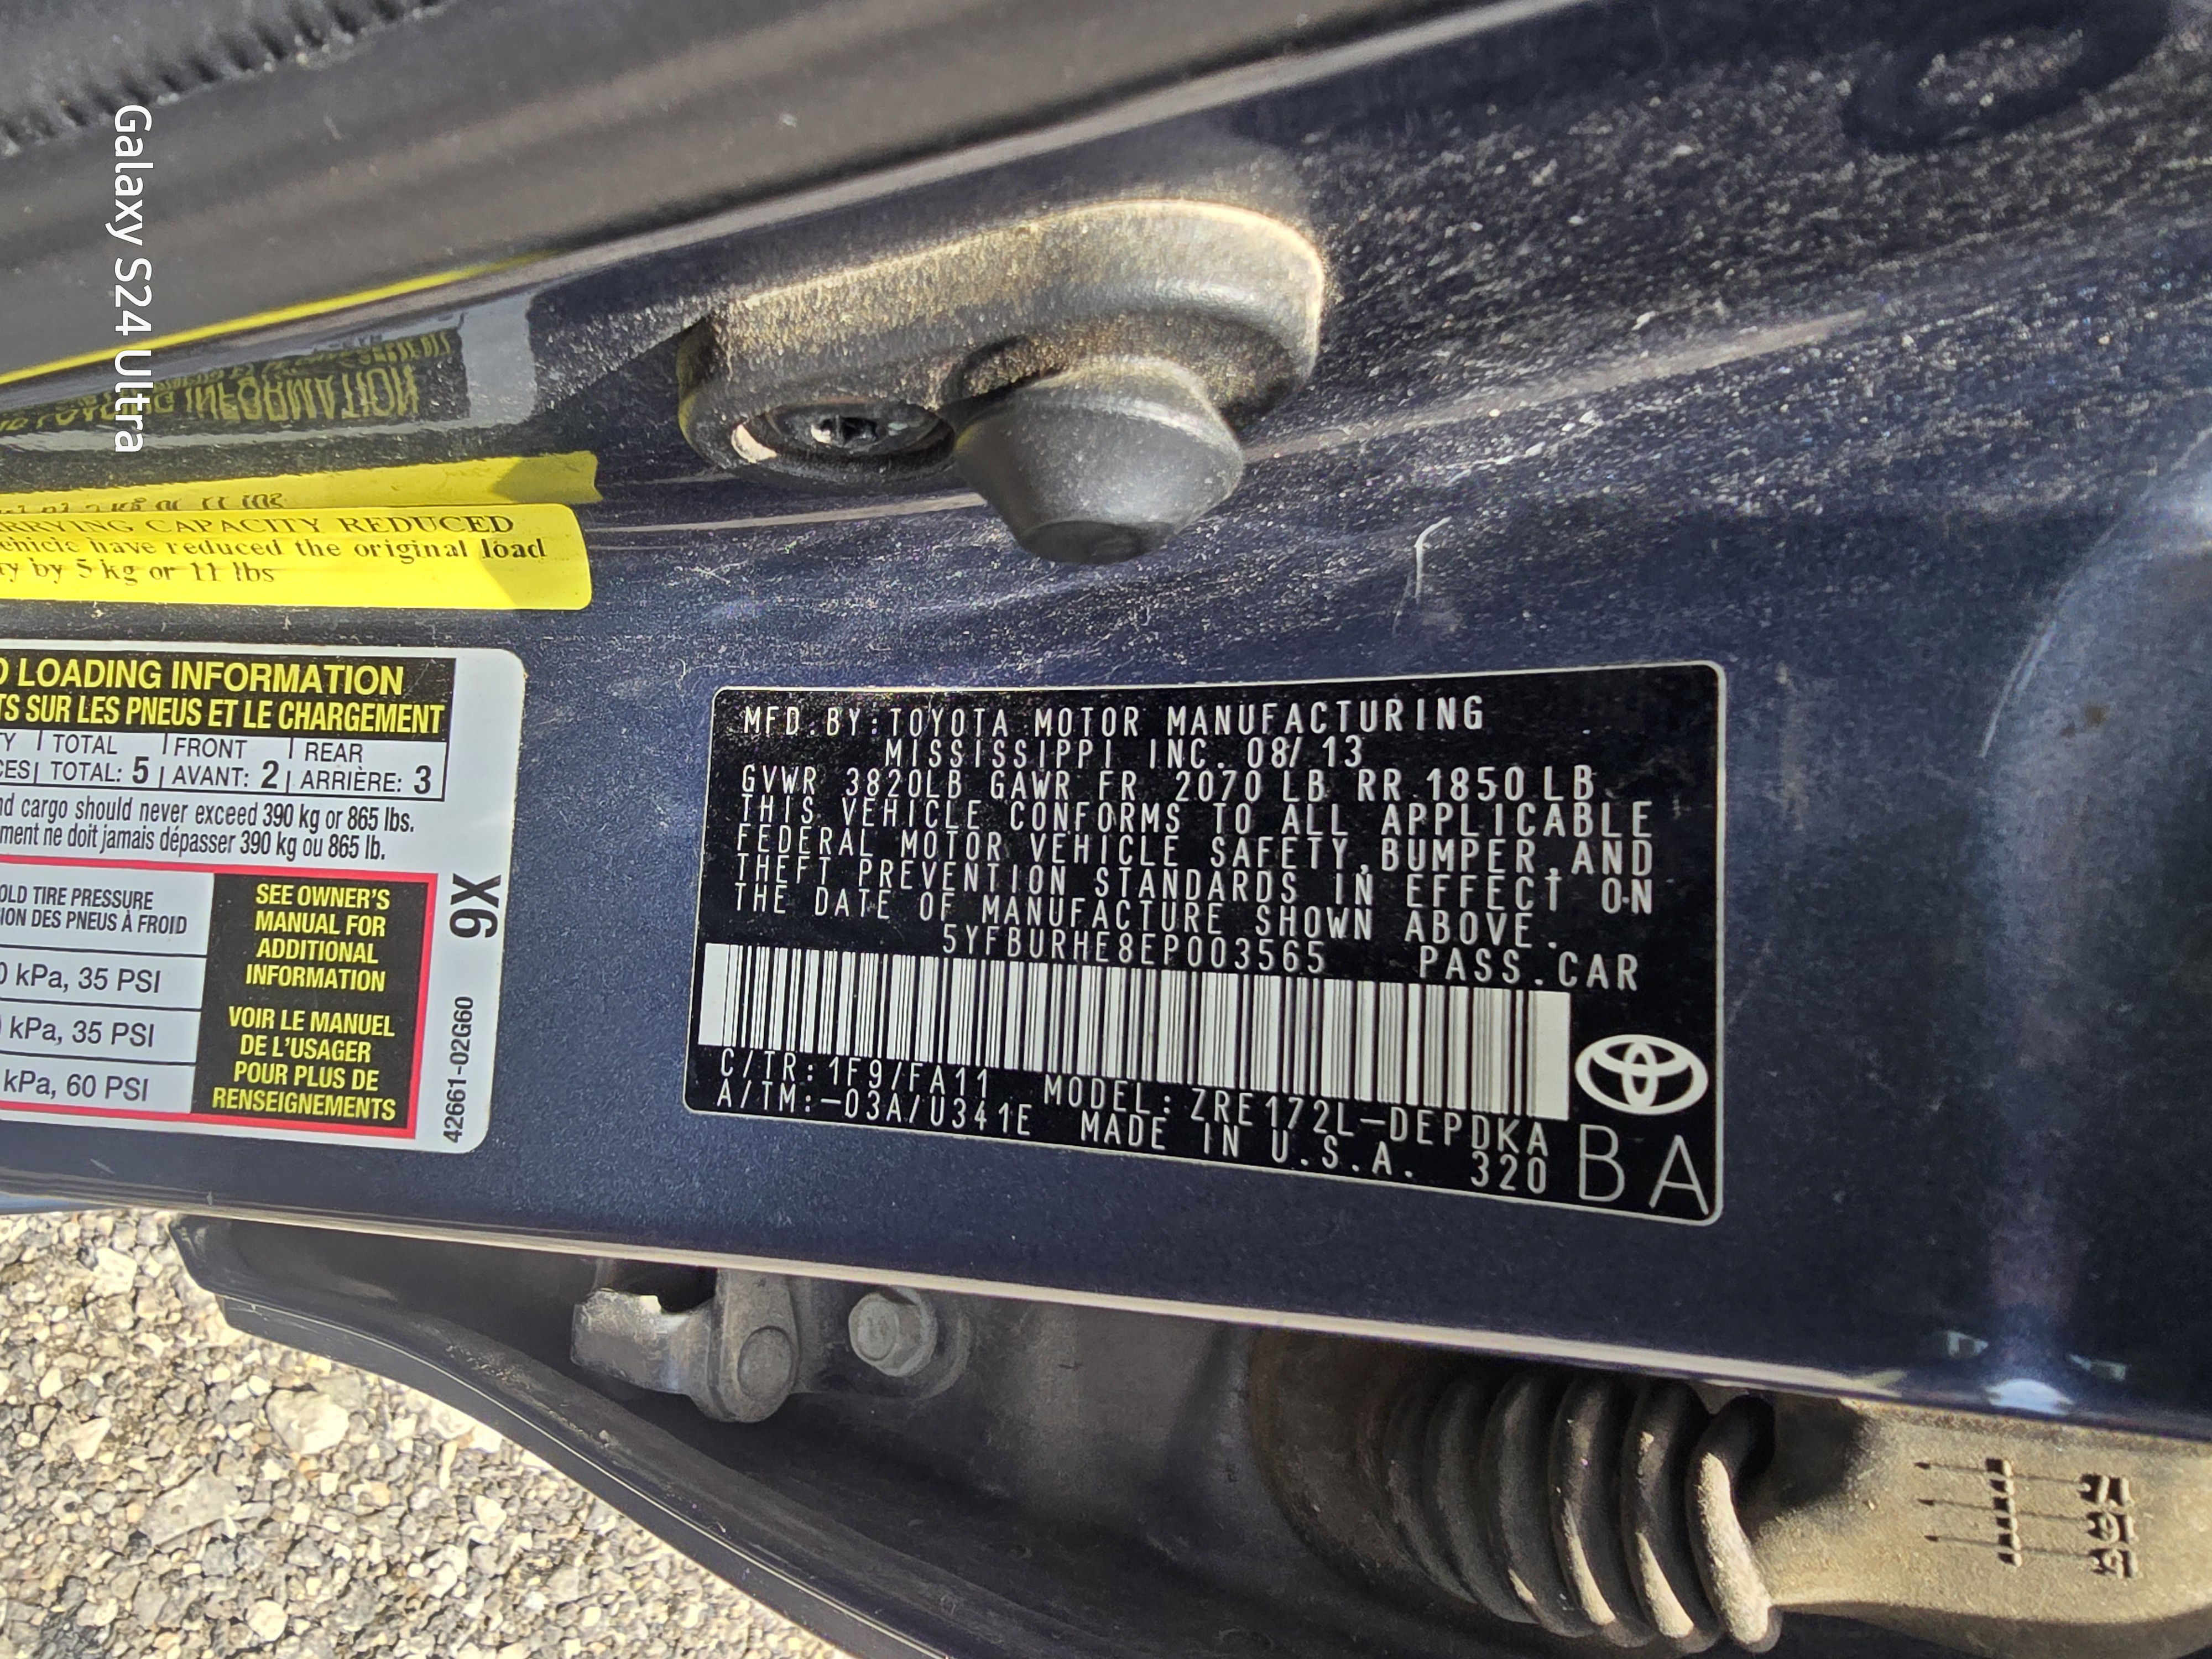 Galaxy S24 Ultra
CARRYING CAPACITY REDUCED
vehicle have reduced the original load
by 5 kg or 11 lbs
LOADING INFORMATION
SUR LES PNEUS ET LE CHARGEMENT
TOTAL FRONT REAR
TOTAL: 5 AVANT: 2 ARRIÈRE: 3
cargo should never exceed 390 kg or 865 lbs.
ne doit jamais dépasser 390 kg ou 865 lb.
COLD TIRE PRESSURE
DES PNEUS À FROID
kPa, 35 PSI
kPa, 35 PSI
kPa, 60 PSI
SEE OWNER'S
MANUAL FOR
ADDITIONAL
INFORMATION
VOIR LE MANUEL
DE L'USAGER
POUR PLUS DE
RENSEIGNEMENTS
9X
42661-02G60
MFD.BY:TOYOTA MOTOR MANUFACTURING
MISSISSIPPI INC. 08/13
GVWR 3820LB GAWR FR 2070 LB RR 1850 LB
THIS VEHICLE CONFORMS TO ALL APPLICABLE
FEDERAL MOTOR VEHICLE SAFETY,BUMPER,AND
THEFT PREVENTION STANDARDS IN EFFECT ON
THE DATE OF MANUFACTURE SHOWN ABOVE.
5YFBURHE8EP003565 PASS.CAR
C/TR:1F9/FA11 MODEL:ZRE172L-DEPDKA
A/TM:-03A/U341E MADE IN U.S.A. 320
BA